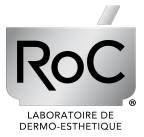 RoC®
LABORATOIRE DE
DERMO-ESTHETIQUE